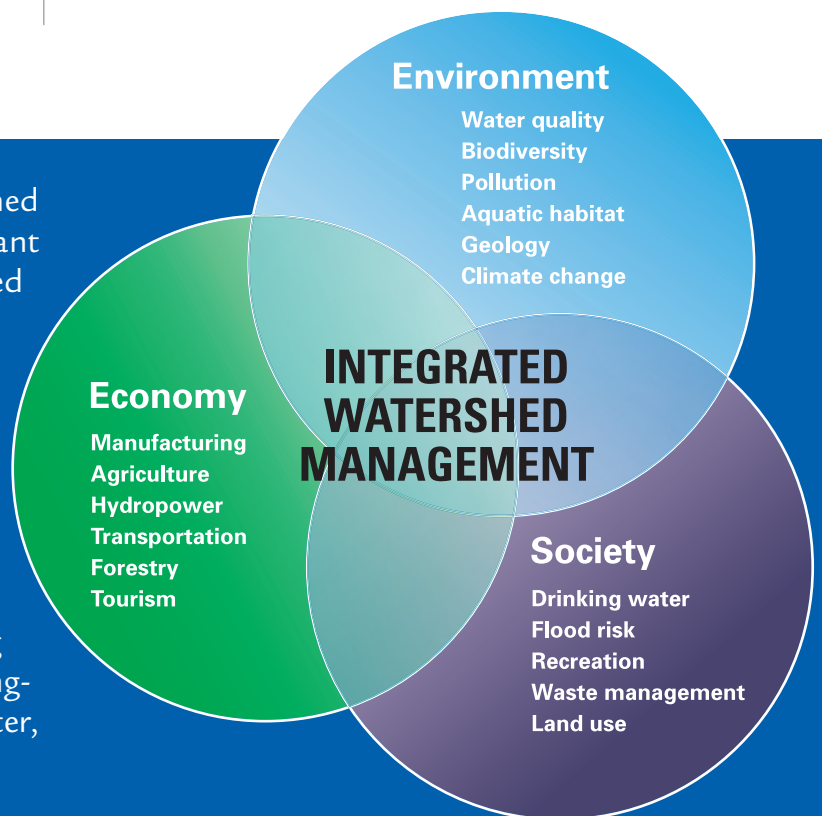 Environment
Water quality
Biodiversity
Pollution
Aquatic habitat
Geology
Climate change
INTEGRATED
WATERSHED
MANAGEMENT
Economy
Manufacturing
Agriculture
Hydropower
Transportation
Forestry
Tourism
Society
Drinking water
Flood risk
Recreation
Waste management
Land use